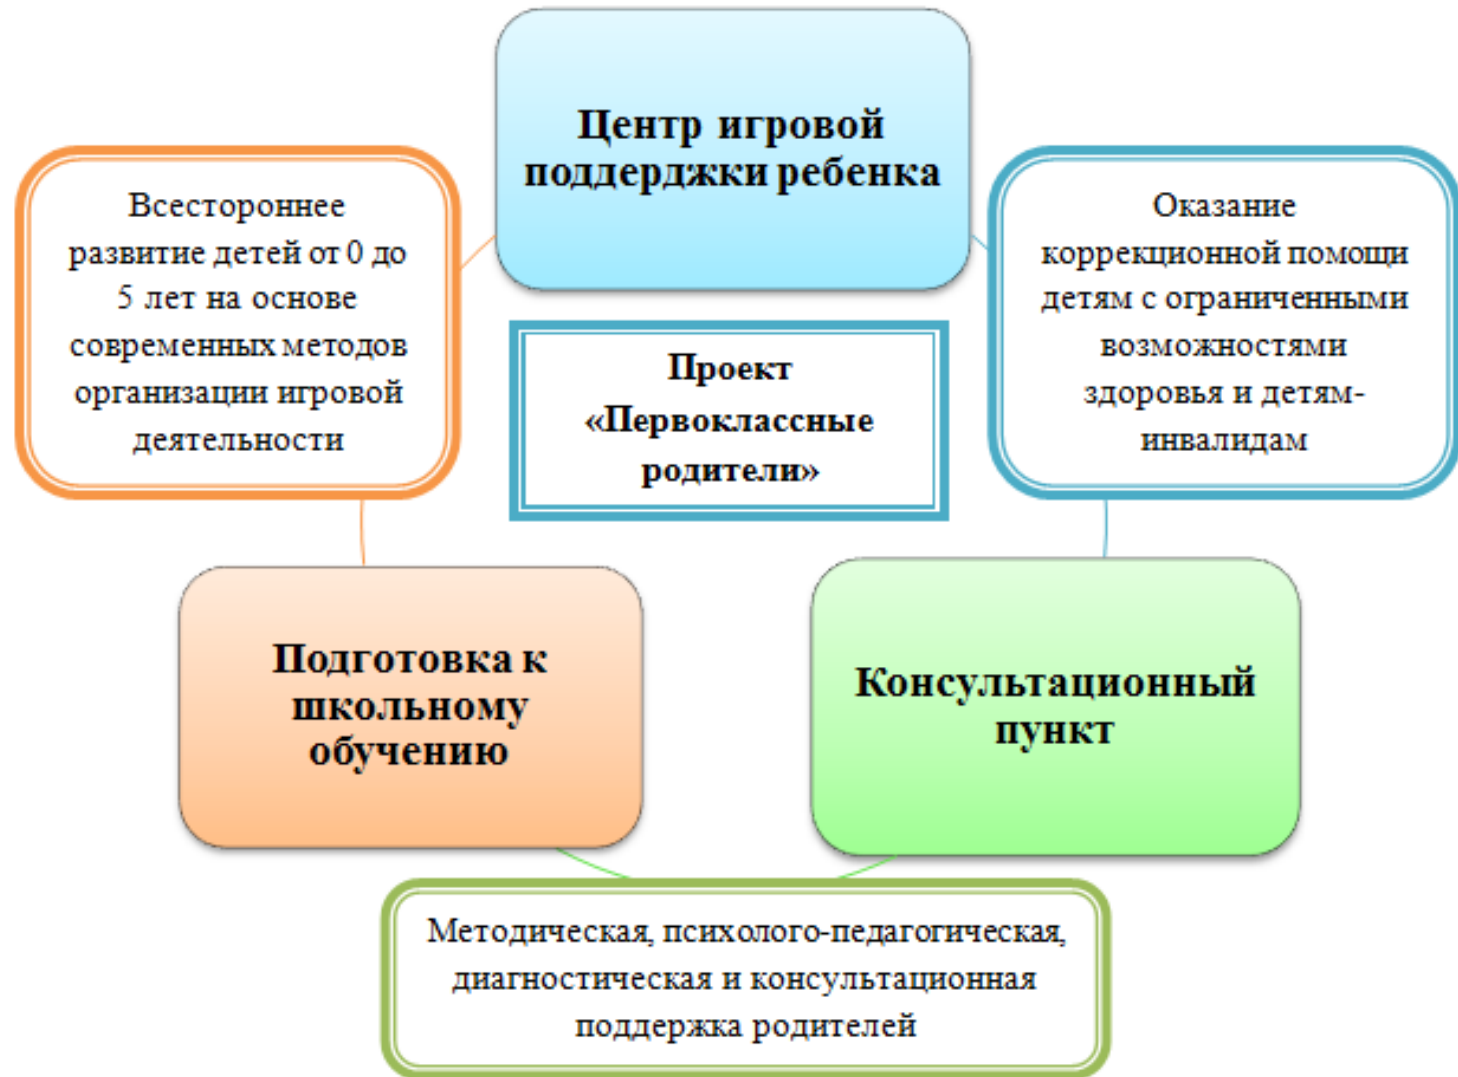 Центр игровой
поддерджки ребенка
Всестороннее
развитие детей от 0 до
5 лет на основе
современных методов
организации игровой
деятельности
Проект
«Первоклассные
родители»
Оказание
коррекционной помощи
детям с ограниченными
возможностями
здоровья и детям-
инвалидам
Подготовка к
школьному
обучению
Консультационный
пункт
Методическая, психолого-педагогическая,
диагностическая и консультационная
поддержка родителей